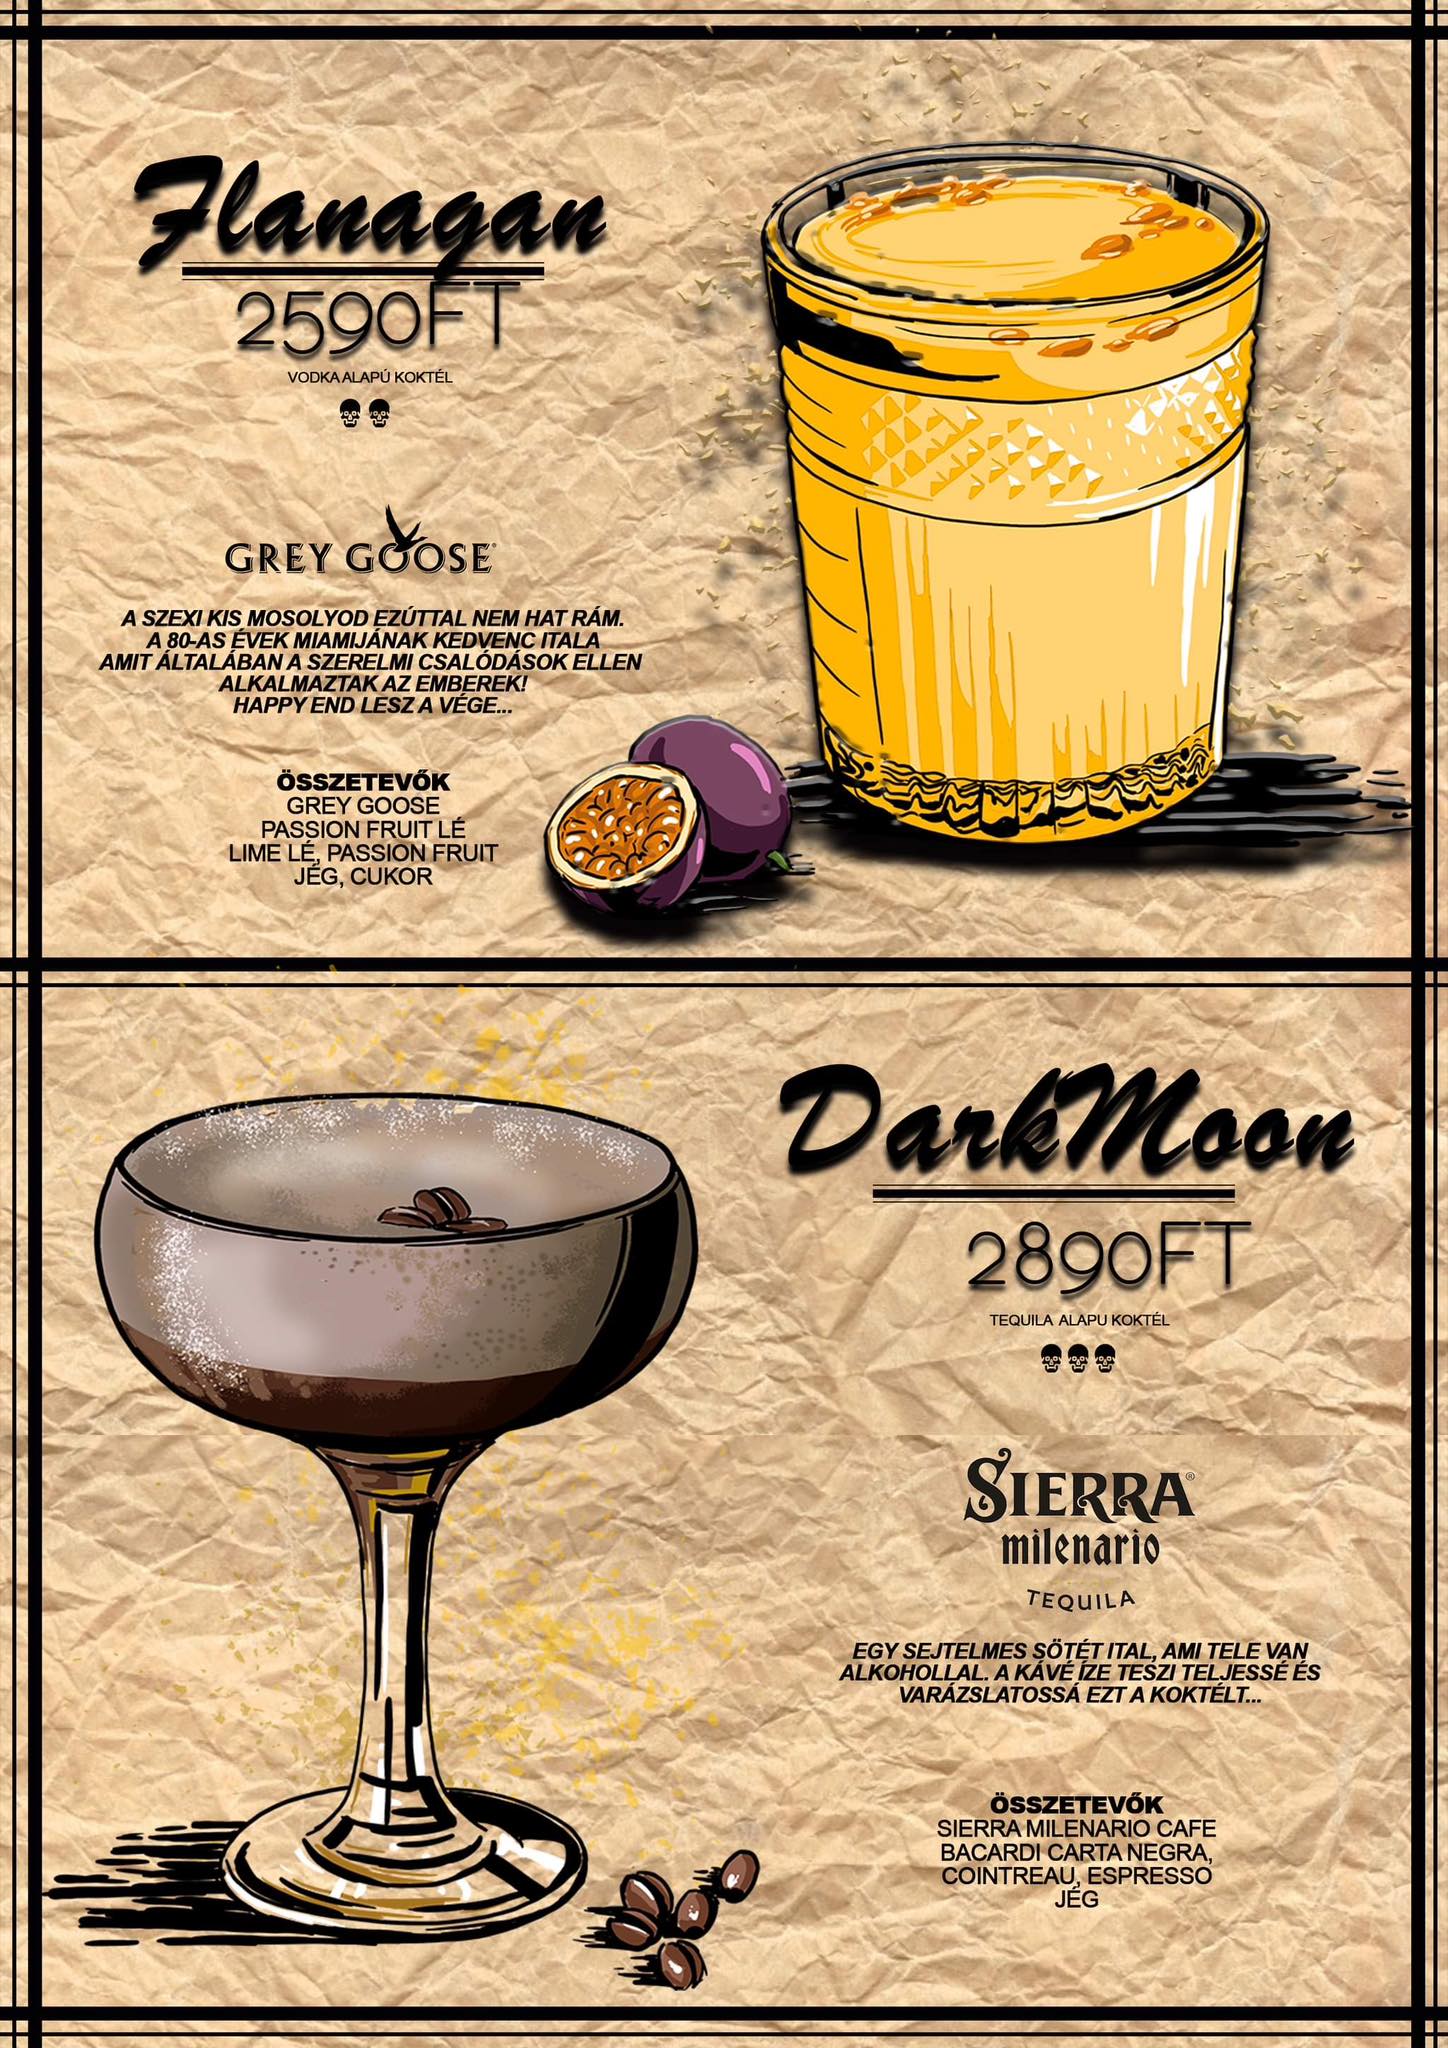 Flanagan
2590FT
VODKA ALAPÚ KOKTÉL
GREY GOOSE
A SZEXI KIS MOSOLYOD EZÚTTAL NEM HAT RÁM.
A 80-AS ÉVEK MIAMIJÁNAK KEDVENC ITALA
AMIT ÁLTALÁBAN A SZERELMI CSALÓDÁSOK ELLEN
ALKALMAZTAK AZ EMBEREK!
HAPPY END LESZ A VÉGE...
ÖSSZETEVŐK
GREY GOOSE
PASSION FRUIT LÉ
LIME LÉ, PASSION FRUIT
JÉG, CUKOR
DarkMoon
2890FT
TEQUILA ALAPU KOKTÉL
SIERRA®
milenario
TEQUILA
EGY SEJTELMES SÖTÉT ITAL, AMI TELE VAN
ALKOHOLLAL. A KÁVÉ ÍZE TESZI TELJESSÉ ÉS
VARÁZSLATOSSÁ EZT A KOKTÉLT...
ÖSSZETEVŐK
SIERRA MILENARIO CAFE
BACARDI CARTA NEGRA,
COINTREAU, ESPRESSO
JÉG